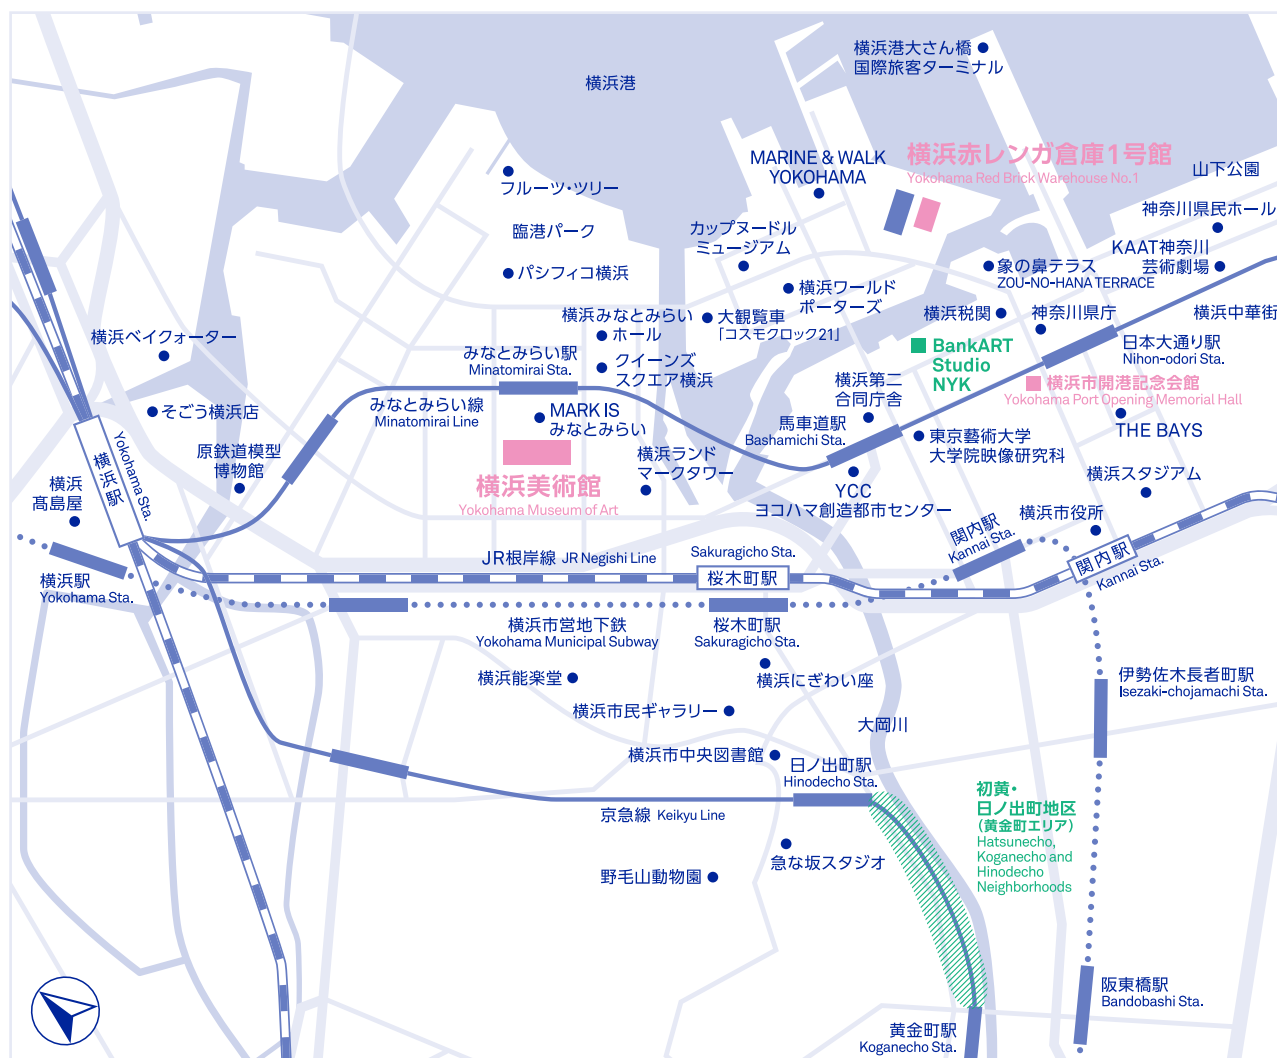 横浜港大さん橋
国際旅客ターミナル
横浜港
MARINE & WALK
YOKOHAMA
横浜赤レンガ倉庫1号館
Yokohama Red Brick Warehouse No.1
山下公園
フルーツ・ツリー
神奈川県民ホール
臨港パーク
カップヌードル
ミュージアム
KAAT神奈川
芸術劇場
パシフィコ横浜
象の鼻テラス
ZOU-NO-HANA TERRACE
横浜ワールド
ポーターズ
横浜みなとみらい
ホール
大観覧車
「コスモクロック21」
横浜税関
神奈川県庁
横浜中華街
横浜ベイクォーター
みなとみらい駅
Minatomirai Sta.
クイーンズ
スクエア横浜
BankART
Studio
NYK
日本大通り駅
Nihon-odori Sta.
横浜第二
合同庁舎
横浜市開港記念会館
Yokohama Port Opening Memorial Hall
そごう横浜店
みなとみらい線
Minatomirai Line
MARK IS
みなとみらい
馬車道駅
Bashamichi Sta.
THE BAYS
横浜駅
Yokohama Sta.
原鉄道模型
博物館
東京藝術大学
大学院映像研究科
横浜ランド
マークタワー
横浜
髙島屋
横浜美術館
Yokohama Museum of Art
YCC
ヨコハマ創造都市センター
横浜スタジアム
横浜市役所
関内駅
Kannai Sta.
関内駅
Kannai Sta.
JR根岸線 JR Negishi Line
Sakuragicho Sta.
桜木町駅
横浜駅
Yokohama Sta.
横浜市営地下鉄
Yokohama Municipal Subway
桜木町駅
Sakuragicho Sta.
横浜能楽堂
横浜にぎわい座
伊勢佐木長者町駅
Isezaki-chojamachi Sta.
横浜市民ギャラリー
大岡川
横浜市中央図書館
日ノ出町駅
Hinodecho Sta.
京急線 Keikyu Line
初黄・
日ノ出町地区
（黄金町エリア）
Hatsunecho,
Koganecho and
Hinodecho
Neighborhoods
急な坂スタジオ
野毛山動物園
阪東橋駅
Bandobashi Sta.
黄金町駅
Koganecho Sta.